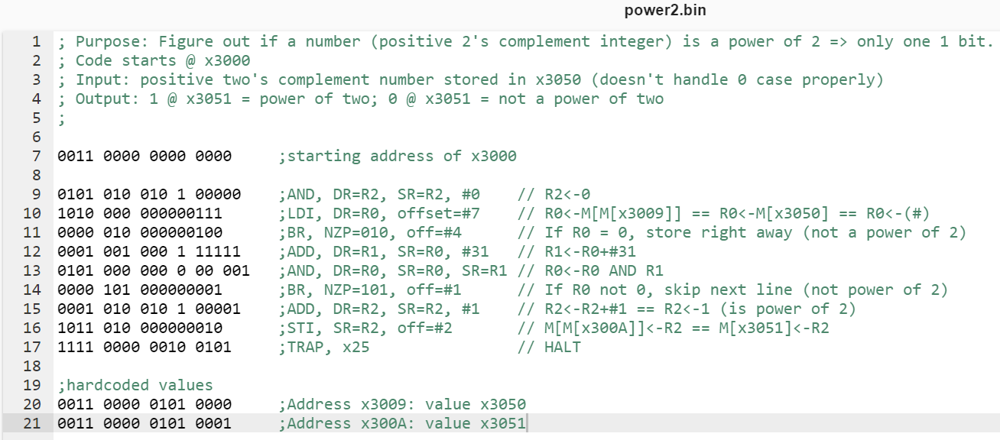 power2.bin
1 ; Purpose: Figure out if a number (positive 2's complement integer) is a power of 2 => only one 1 bit.
2 ; Code starts @ x3000
3 ; Input: positive two's complement number stored in x3050 (doesn't handle 0 case properly)
4 ; Output: 1 @ x3051 = power of two; 0 @ x3051 = not a power of two
5 ;
6
7 0011 0000 0000 0000 ;starting address of x3000
8
9 0101 010 010 1 00000 ;AND, DR=R2, SR=R2, #0 // R2<-0
10 1010 000 000000111 ;LDI, DR=R0, offset=#7 // R0<-M[M[x3009]] == R0<-M[x3050] == R0<-(#)
11 0000 010 000000100 ;BR, NZP=010, off=#4 // If R0 = 0, store right away (not a power of 2)
12 0001 001 000 1 11111 ;ADD, DR=R1, SR=R0, #31 // R1<-R0+#31
13 0101 000 000 0 00 001 ;AND, DR=R0, SR=R0, SR=R1 // R0<-R0 AND R1
14 0000 101 000000001 ;BR, NZP=101, off=#1 // If R0 not 0, skip next line (not power of 2)
15 0001 010 010 1 00001 ;ADD, DR=R2, SR=R2, #1 // R2<-R2+#1 == R2<-1 (is power of 2)
16 1011 010 000000010 ;STI, SR=R2, off=#2 // M[M[x300A]]<-R2 == M[x3051]<-R2
17 1111 0000 0010 0101 ;TRAP, x25 // HALT
18
19 ;hardcoded values
20 0011 0000 0101 0000 ;Address x3009: value x3050
21 0011 0000 0101 0001 ;Address x300A: value x3051